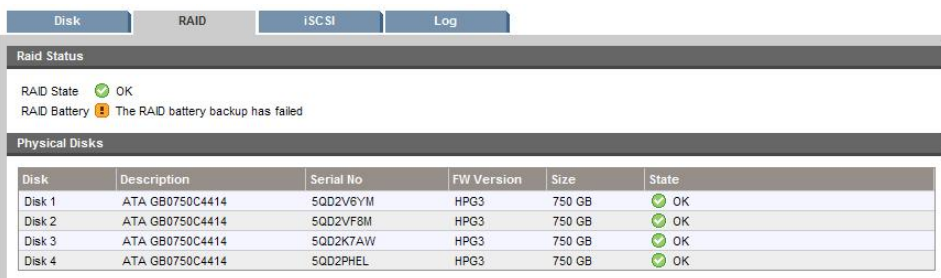 Disk RAID iSCSI Log
Raid Status
RAID State OK
RAID Battery The RAID battery backup has failed
Physical Disks
Disk Description Serial No FW Version Size State
Disk 1 ATA GB0750C4414 5QD2V6YM HPG3 750 GB OK
Disk 2 ATA GB0750C4414 5QD2VF8M HPG3 750 GB OK
Disk 3 ATA GB0750C4414 5QD2K7AW HPG3 750 GB OK
Disk 4 ATA GB0750C4414 5QD2PHEL HPG3 750 GB OK